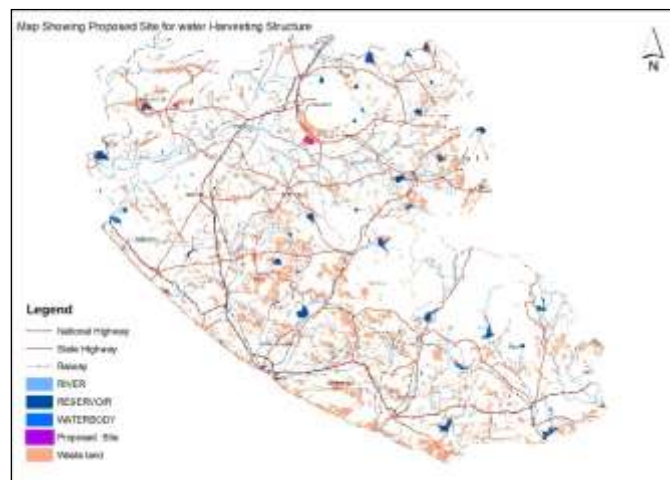 Map Showing Proposed Site for water Harvesting Structure
N
Legend
National Highway
State Highway
Railway
RIVER
RESERVOIR
WATERBODY
Proposed Site
Waste land